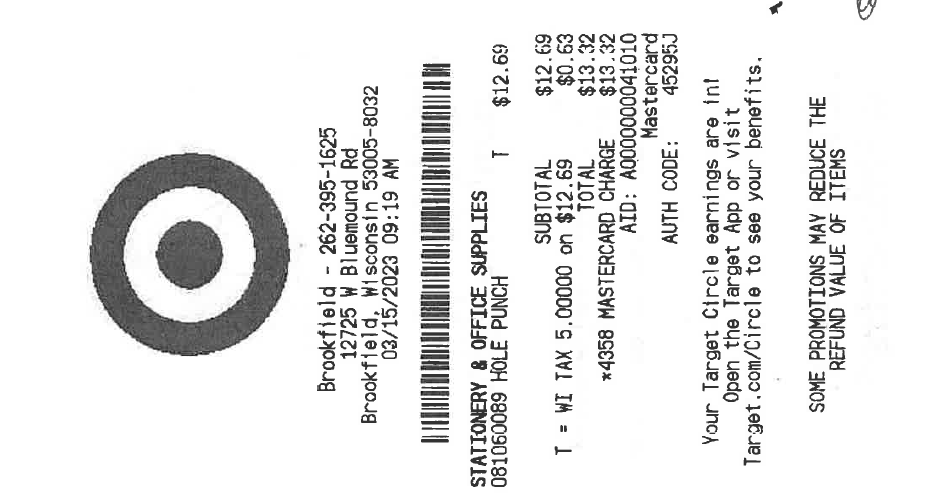 Brookfield - 262-395-1625
12725 W Bluemound Rd
Brookfield, Wisconsin 53005-8032
03/15/2023 09:19 AM
STATIONERY & OFFICE SUPPLIES
081060089 HOLE PUNCH T $12.69
SUBTOTAL $12.69
T = WI TAX 5.00000 on $12.69 $0.63
TOTAL $13.32
*4358 MASTERCARD CHARGE $13.32
AID: A0000000041010
Mastercard
AUTH CODE: 45295J
Your Target Circle earnings are in!
Open the Target App or visit
Target.com/Circle to see your benefits.
SOME PROMOTIONS MAY REDUCE THE
REFUND VALUE OF ITEMS